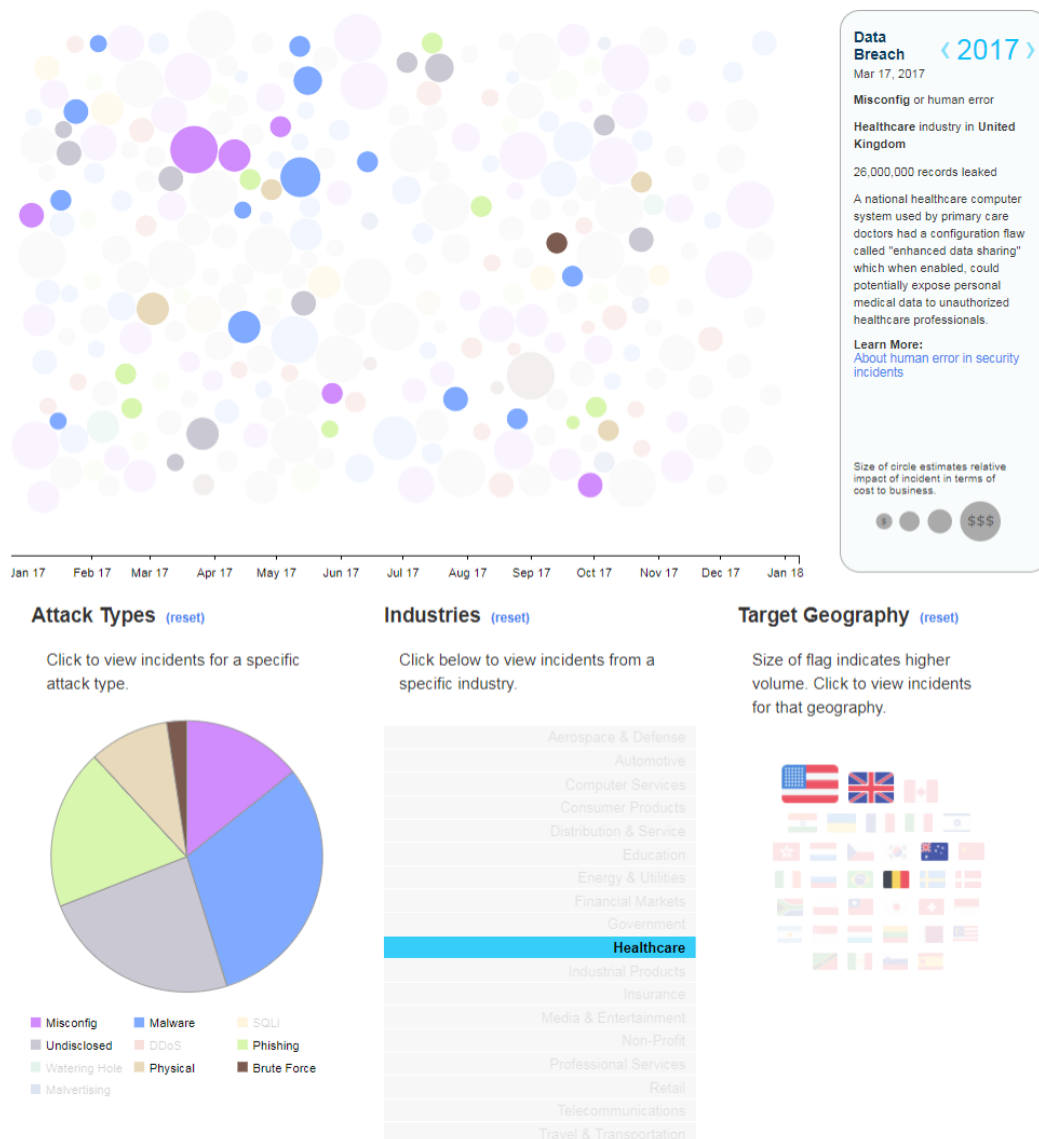 Data
Breach
‹ 2017 ›
Mar 17, 2017
Misconfig or human error
Healthcare industry in United
Kingdom
26,000,000 records leaked
A national healthcare computer
system used by primary care
doctors had a configuration flaw
called "enhanced data sharing"
which when enabled, could
potentially expose personal
medical data to unauthorized
healthcare professionals.
Learn More:
About human error in security
incidents
Size of circle estimates relative
impact of incident in terms of
cost to business.
$ $$$
Jan 17 Feb 17 Mar 17 Apr 17 May 17 Jun 17 Jul 17 Aug 17 Sep 17 Oct 17 Nov 17 Dec 17 Jan 18
Attack Types (reset)
Click to view incidents for a specific
attack type.
Misconfig Malware SQLI
Undisclosed DDoS Phishing
Watering Hole Physical Brute Force
Malvertising
Industries (reset)
Click below to view incidents from a
specific industry.
Aerospace & Defense
Automotive
Computer Services
Consumer Products
Distribution & Service
Education
Energy & Utilities
Financial Markets
Government
Healthcare
Industrial Products
Insurance
Media & Entertainment
Non-Profit
Professional Services
Retail
Telecommunications
Travel & Transportation
Target Geography (reset)
Size of flag indicates higher
volume. Click to view incidents
for that geography.